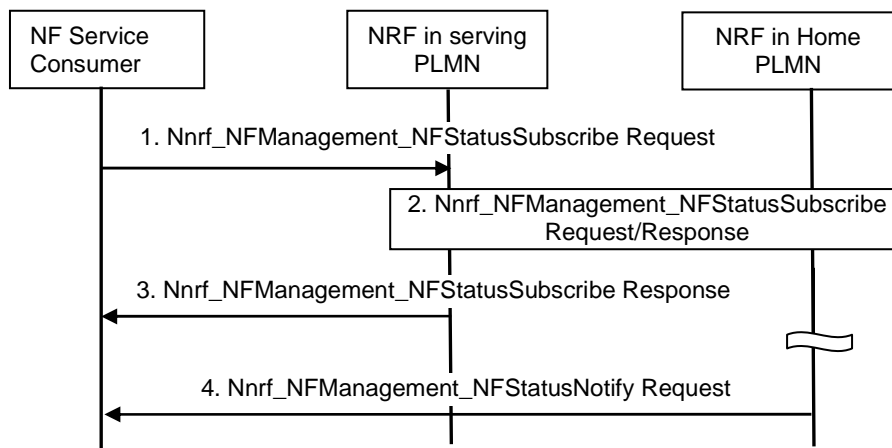 NF Service
Consumer
NRF in serving
PLMN
NRF in Home
PLMN
1. Nnrf_NFManagement_NFStatusSubscribe Request
2. Nnrf_NFManagement_NFStatusSubscribe
Request/Response
3. Nnrf_NFManagement_NFStatusSubscribe Response
4. Nnrf_NFManagement_NFStatusNotify Request